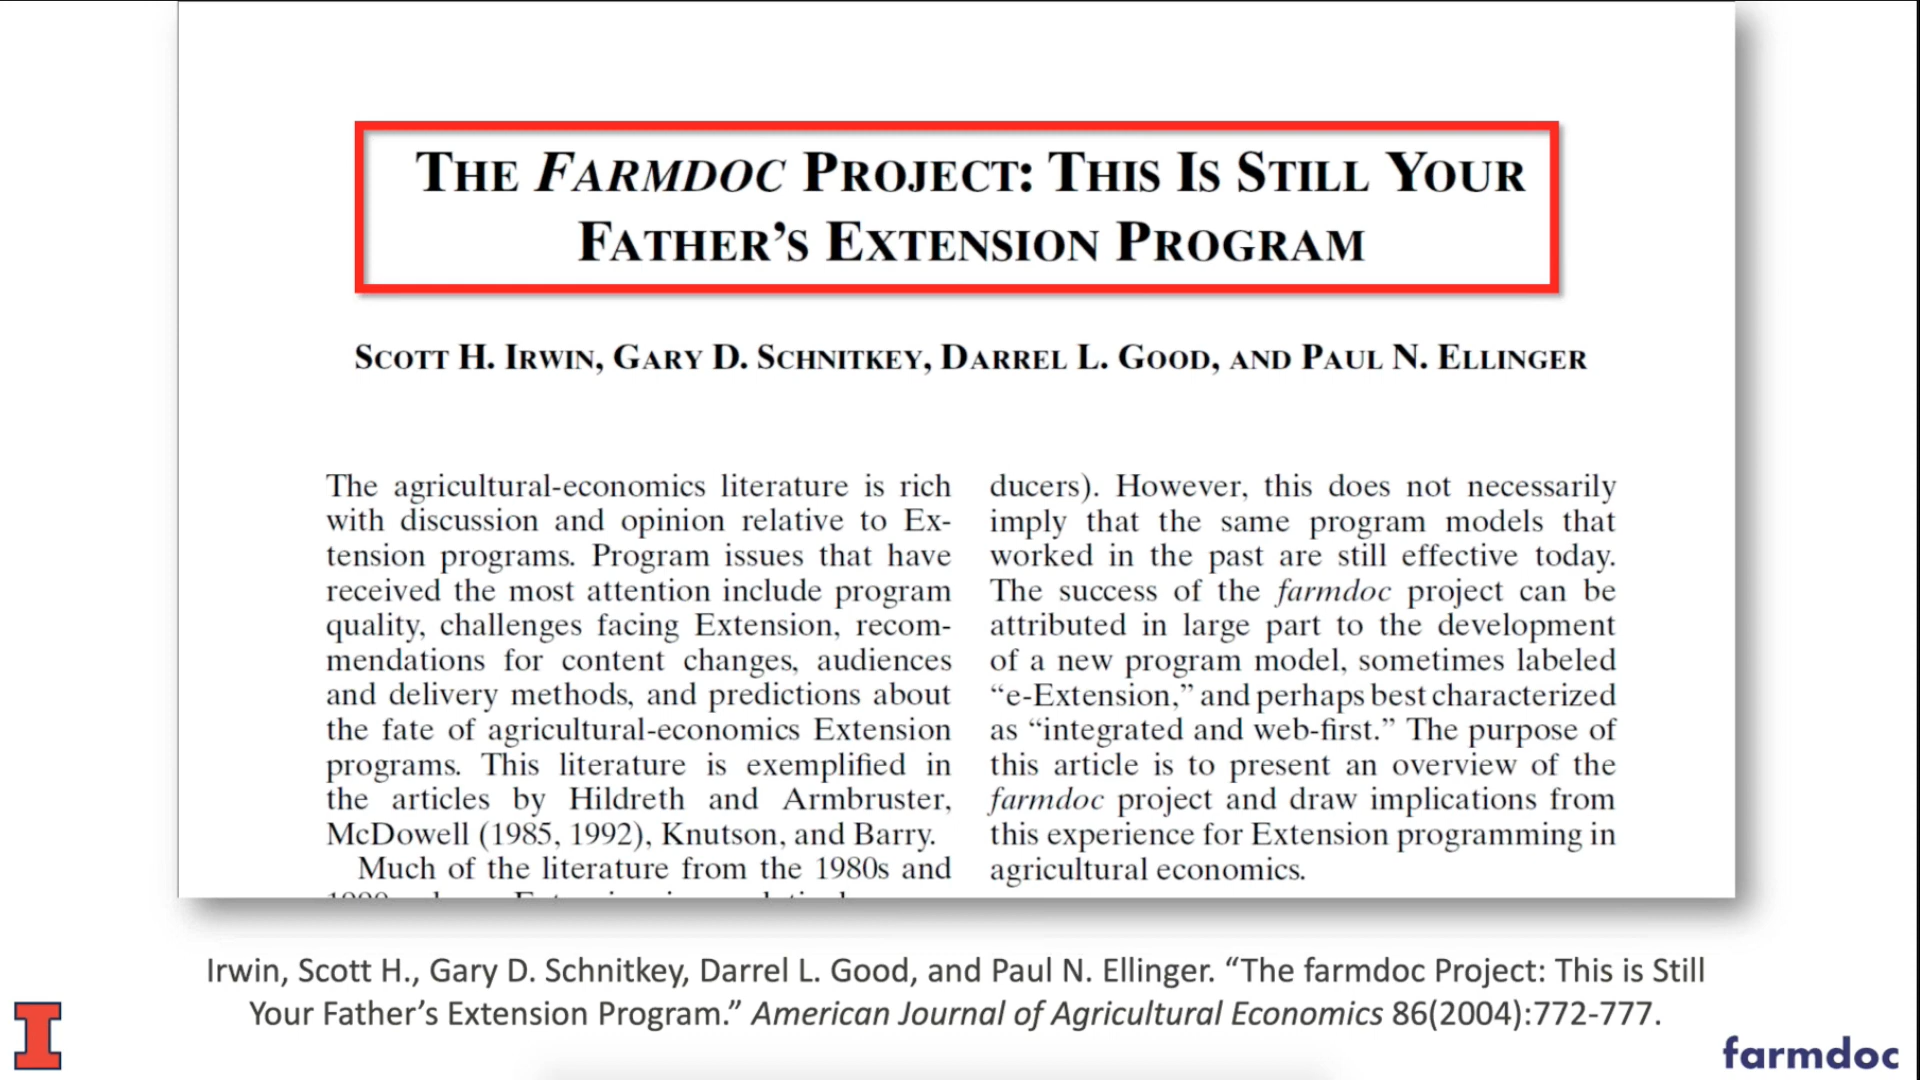 THE FARMDOC PROJECT: THIS IS STILL YOUR
FATHER'S EXTENSION PROGRAM
SCOTT H. IRWIN, GARY D. SCHNITKEY, DARREL L. GOOD, AND PAUL N. ELLINGER
The agricultural-economics literature is rich
with discussion and opinion relative to Ex-
tension programs. Program issues that have
received the most attention include program
quality, challenges facing Extension, recom-
mendations for content changes, audiences
and delivery methods, and predictions about
the fate of agricultural-economics Extension
programs. This literature is exemplified in
the articles by Hildreth and Armbruster,
McDowell (1985, 1992), Knutson, and Barry.
Much of the literature from the 1980s and
ducers). However, this does not necessarily
imply that the same program models that
worked in the past are still effective today.
The success of the farmdoc project can be
attributed in large part to the development
of a new program model, sometimes labeled
“e-Extension,” and perhaps best characterized
as “integrated and web-first.” The purpose of
this article is to present an overview of the
farmdoc project and draw implications from
this experience for Extension programming in
agricultural economics.
Irwin, Scott H., Gary D. Schnitkey, Darrel L. Good, and Paul N. Ellinger. “The farmdoc Project: This is Still
Your Father’s Extension Program.” American Journal of Agricultural Economics 86(2004):772-777.
I
farmdoc